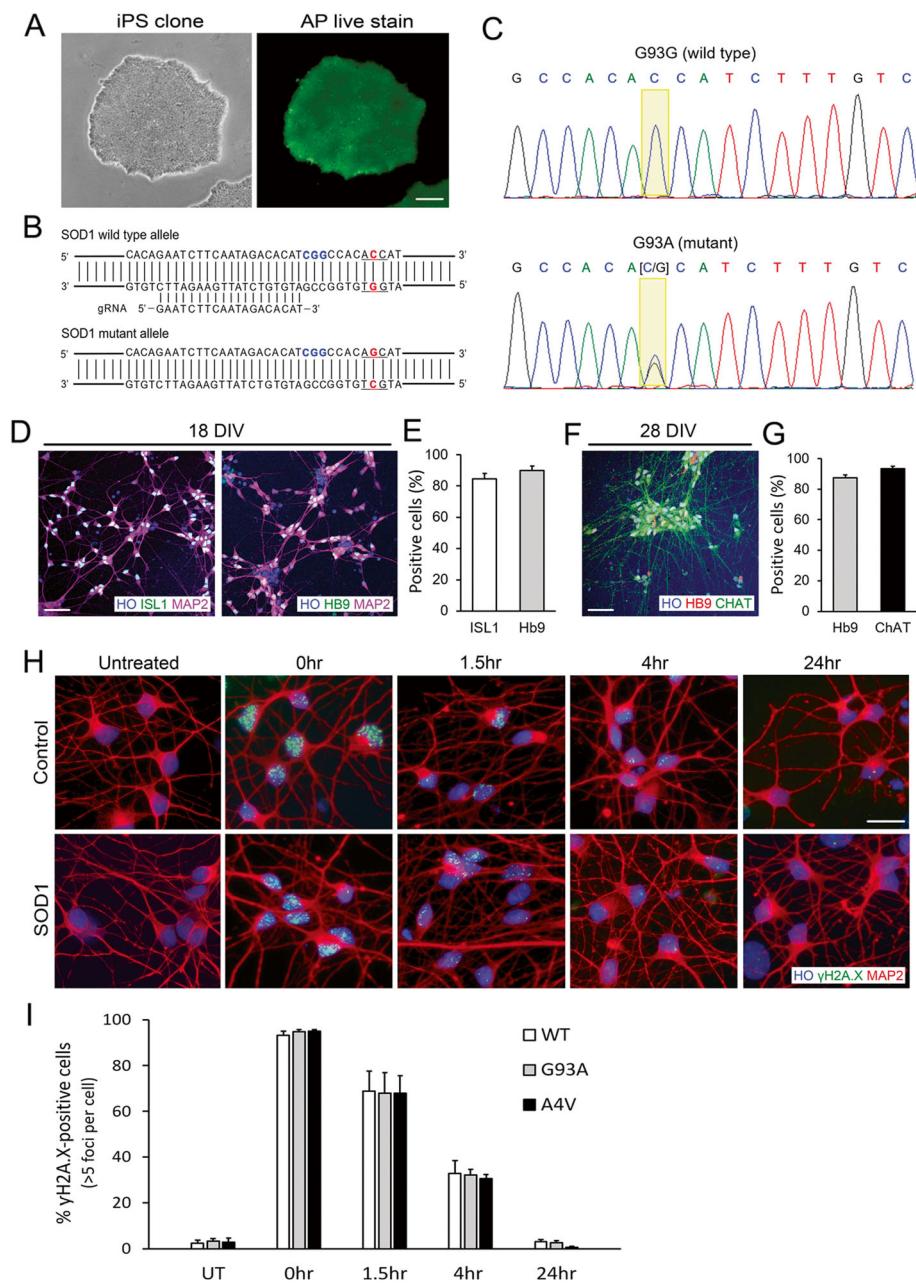 A
iPS clone
AP live stain
B
SOD1 wild type allele
5' CACAGAATCTTCAATAGACACATCGGCCACACCAT 3'
3' GTGTCTTAGAAGTTATCTGTGTAGCCGGTGTGGTA 5'
gRNA 5'–GAATCTTCAATAGACACAT–3'
SOD1 mutant allele
5' CACAGAATCTTCAATAGACACATCGGCCACAGCAT 3'
3' GTGTCTTAGAAGTTATCTGTGTAGCCGGTGTCGTA 5'
C
G93G (wild type)
G C C A C A C C A T C T T T G T C
G93A (mutant)
G C C A C A [C/G] C A T C T T T G T C
D
18 DIV
HO ISL1 MAP2
HO HB9 MAP2
E
Positive cells (%)
100
80
60
40
20
0
ISL1 Hb9
F
28 DIV
HO HB9 CHAT
G
Positive cells (%)
100
80
60
40
20
0
Hb9 ChAT
H
Untreated 0hr 1.5hr 4hr 24hr
Control
SOD1
HO γH2A.X MAP2
I
% γH2A.X-positive cells
(>5 foci per cell)
100
80
60
40
20
0
WT
G93A
A4V
UT 0hr 1.5hr 4hr 24hr